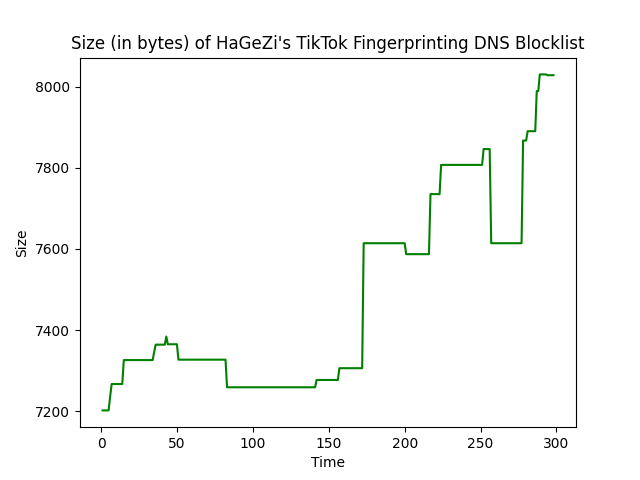 Size (in bytes) of HaGeZi's TikTok Fingerprinting DNS Blocklist
8000
7800
7600
7400
7200
Size
0 50 100 150 200 250 300
Time